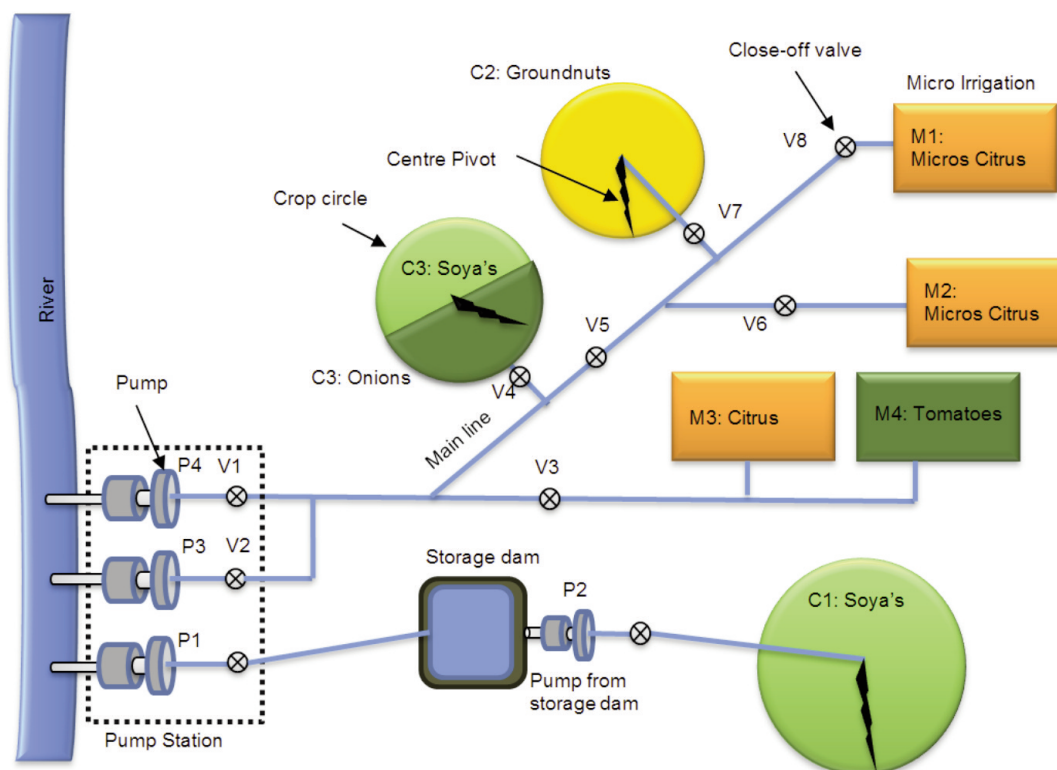 Close-off valve
C2: Groundnuts
Micro Irrigation
V8
M1:
Micros Citrus
Centre Pivot
Crop circle
V7
C3: Soya's
River
M2:
Micros Citrus
V5
V6
C3: Onions
V4
Pump
M3: Citrus
M4: Tomatoes
Main line
P4
V1
V3
P3
V2
Storage dam
P2
C1: Soya's
P1
Pump from
storage dam
Pump Station